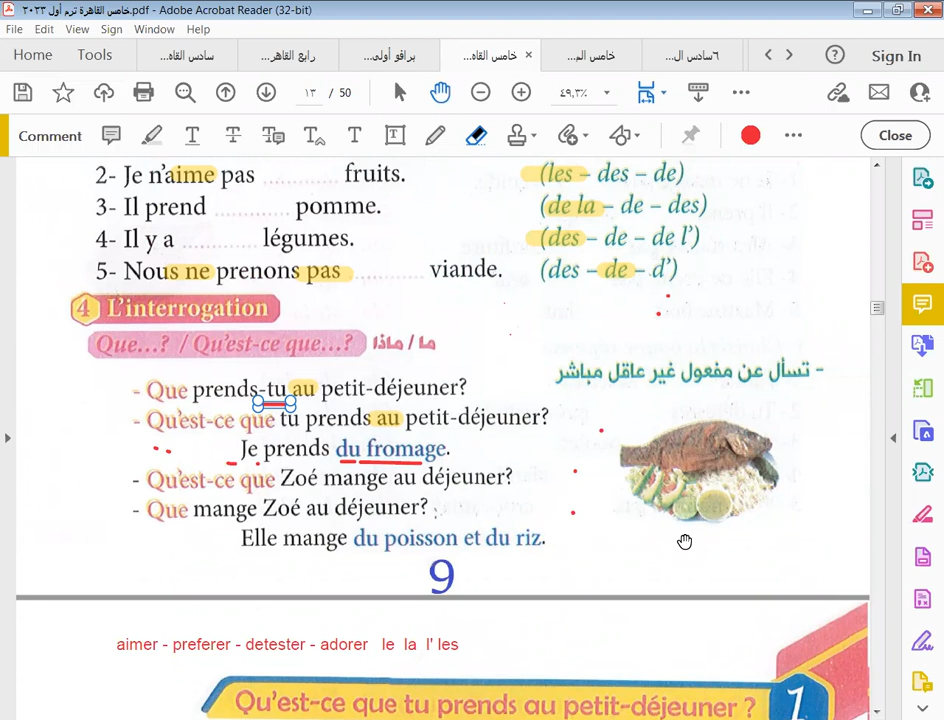 خامس القاهرة ترم أول ٢٠٢٣.pdf - Adobe Acrobat Reader (32-bit)
File Edit View Sign Window Help
Home Tools سادس القاه... رابع القاهر... برافو أولى... خامس القاه... × خامس الم... ٦سادس ال... Sign In
١٣ / 50 ٤٩,٣%
Comment Close
2- Je n'aime pas ............. fruits. (les – des – de)
3- Il prend ............. pomme. (de la – de – des)
4- Il y a ............. légumes. (des – de – de l')
5- Nous ne prenons pas ............. viande. (des – de – d')
4 L'interrogation
Que...? / Qu'est-ce que...? ما / ماذا
- تسأل عن مفعول غير عاقل مباشر
- Que prends-tu au petit-déjeuner?
- Qu'est-ce que tu prends au petit-déjeuner?
Je prends du fromage.
- Qu'est-ce que Zoé mange au déjeuner?
- Que mange Zoé au déjeuner?
Elle mange du poisson et du riz.
9
aimer - preferer - detester - adorer le la l' les
Qu'est-ce que tu prends au petit-déjeuner ? 1